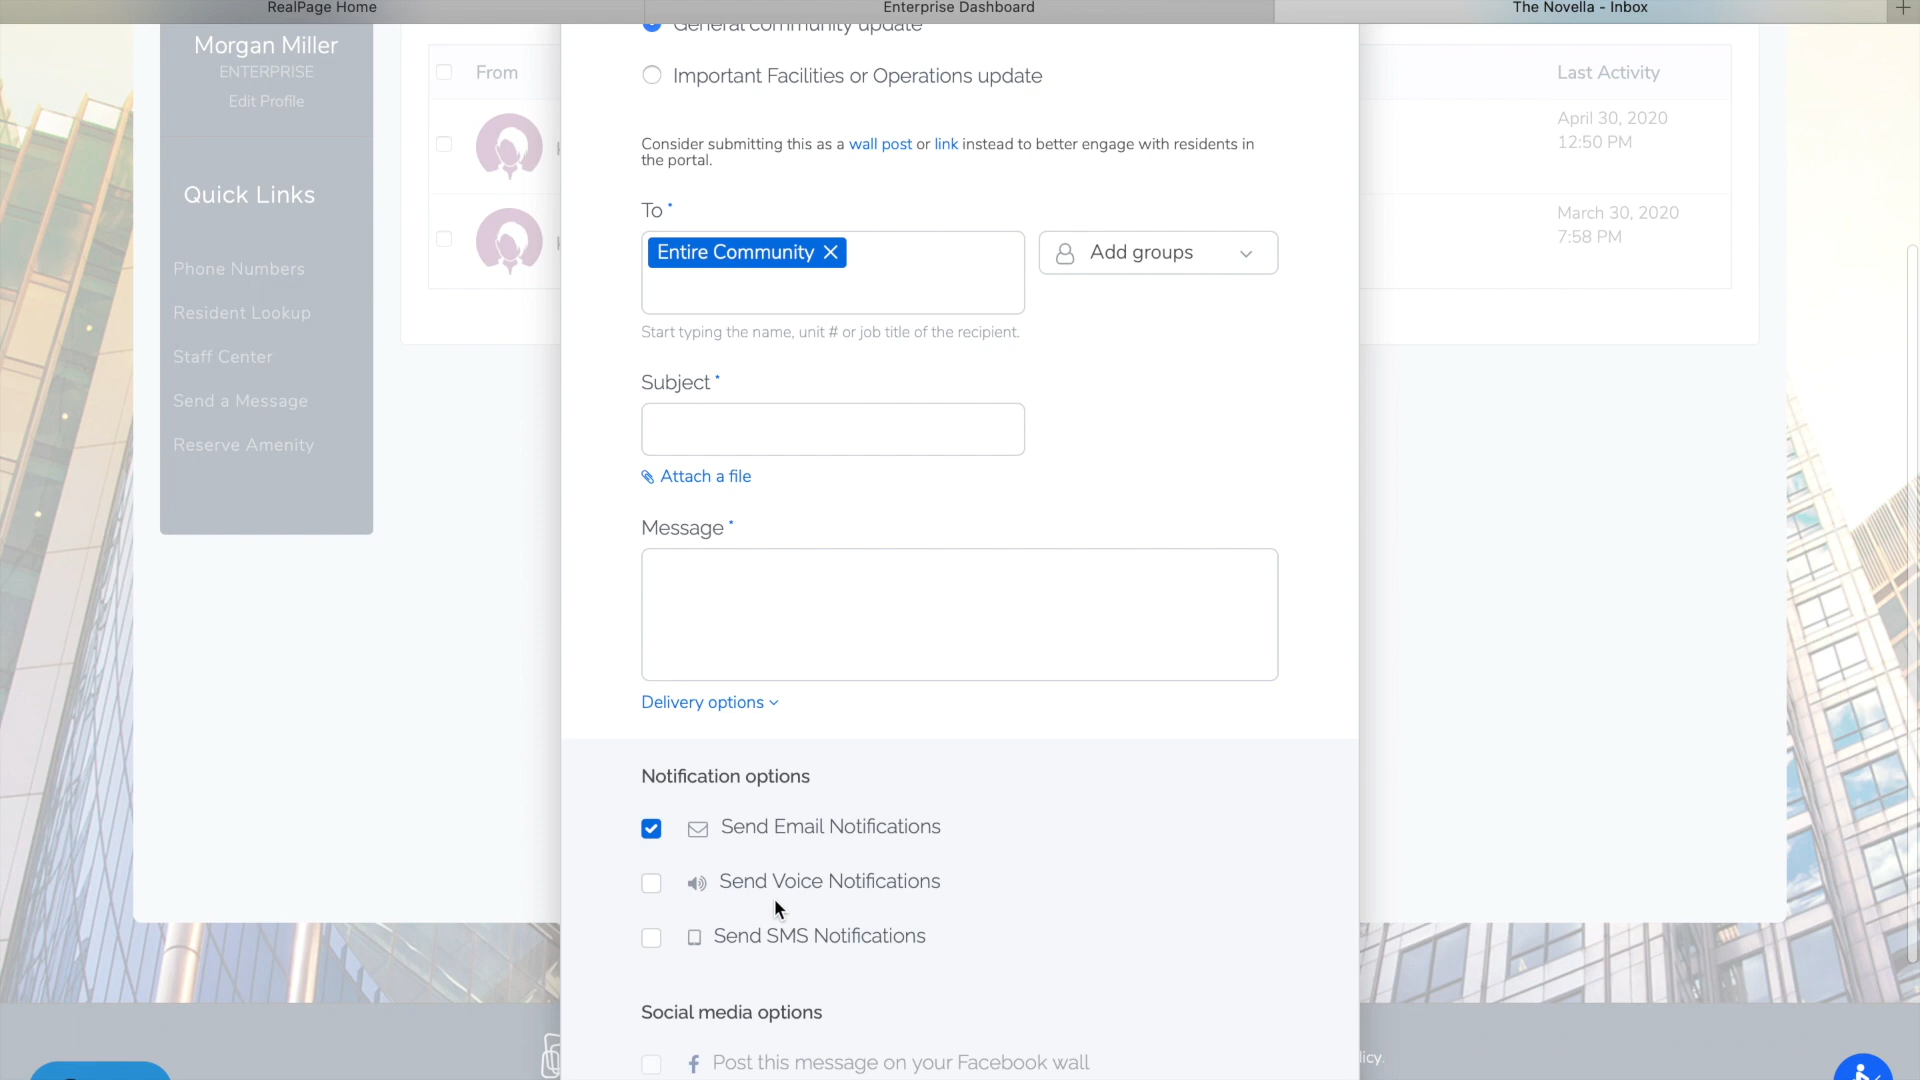 RealPage Home
Enterprise Dashboard
The Novella - Inbox
Morgan Miller
ENTERPRISE
Edit Profile
Quick Links
Phone Numbers
Resident Lookup
Staff Center
Send a Message
Reserve Amenity
From
Last Activity
April 30, 2020
12:50 PM
March 30, 2020
7:58 PM
General community update
Important Facilities or Operations update
Consider submitting this as a wall post or link instead to better engage with residents in
the portal.
To *
Entire Community
Add groups
Start typing the name, unit # or job title of the recipient.
Subject *
Attach a file
Message *
Delivery options
Notification options
Send Email Notifications
Send Voice Notifications
Send SMS Notifications
Social media options
Post this message on your Facebook wall